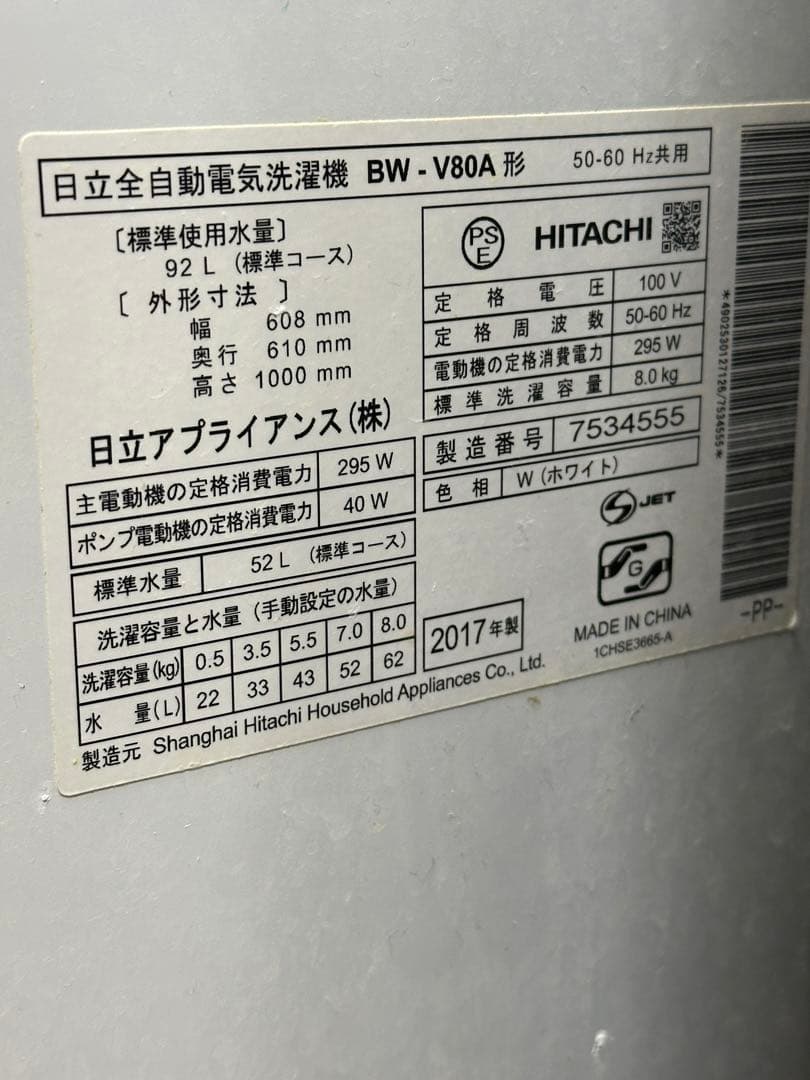 日立全自動電気洗濯機 BW - V80A 形 50-60 Hz共用
〔標準使用水量〕
92 L (標準コース)
〔 外形寸法 〕
幅 608 mm
奥行 610 mm
高さ 1000 mm
日立アプライアンス(株)
主電動機の定格消費電力 295 W
ポンプ電動機の定格消費電力 40 W
標準水量 52 L (標準コース)
洗濯容量と水量 (手動設定の水量)
洗濯容量(kg) 0.5 3.5 5.5 7.0 8.0
水 量(L) 22 33 43 52 62
製造元 Shanghai Hitachi Household Appliances Co., Ltd.
PS
E
HITACHI
定格電圧 100 V
定格周波数 50-60 Hz
電動機の定格消費電力 295 W
標準洗濯容量 8.0 kg
製造番号 7534555
色相 W (ホワイト)
S JET
G
2017年製
MADE IN CHINA
1CHSE3665-A
*4902530127126/7534555*
-PP-